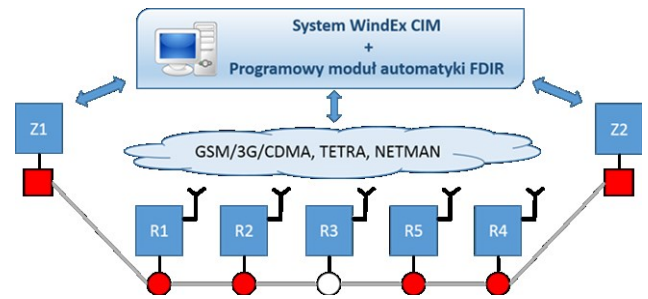 System WindEx CIM
+
Programowy moduł automatyki FDIR
Z1
Z2
GSM/3G/CDMA, TETRA, NETMAN
R1
R2
R3
R5
R4